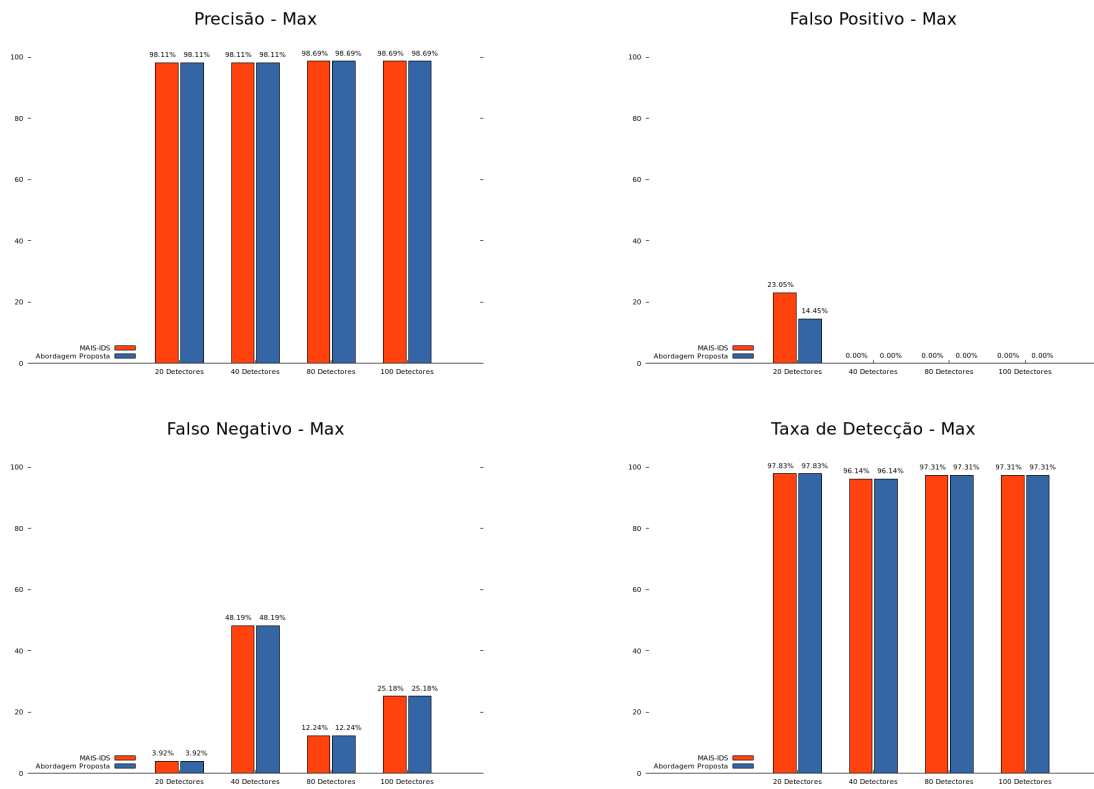 Precisão - Max
98.11% 98.11% 98.11% 98.11% 98.69% 98.69% 98.69% 98.69%
100
80
60
40
20
MAIS-IDS
Abordagem Proposta
0
20 Detectores 40 Detectores 80 Detectores 100 Detectores
Falso Positivo - Max
100
80
60
40
20
23.05%
14.45%
0.00% 0.00% 0.00% 0.00% 0.00% 0.00%
MAIS-IDS
Abordagem Proposta
0
20 Detectores 40 Detectores 80 Detectores 100 Detectores
Falso Negativo - Max
100
80
60
48.19% 48.19%
40
25.18% 25.18%
20
12.24% 12.24%
3.92% 3.92%
MAIS-IDS
Abordagem Proposta
0
20 Detectores 40 Detectores 80 Detectores 100 Detectores
Taxa de Detecção - Max
97.83% 97.83% 96.14% 96.14% 97.31% 97.31% 97.31% 97.31%
100
80
60
40
20
MAIS-IDS
Abordagem Proposta
0
20 Detectores 40 Detectores 80 Detectores 100 Detectores